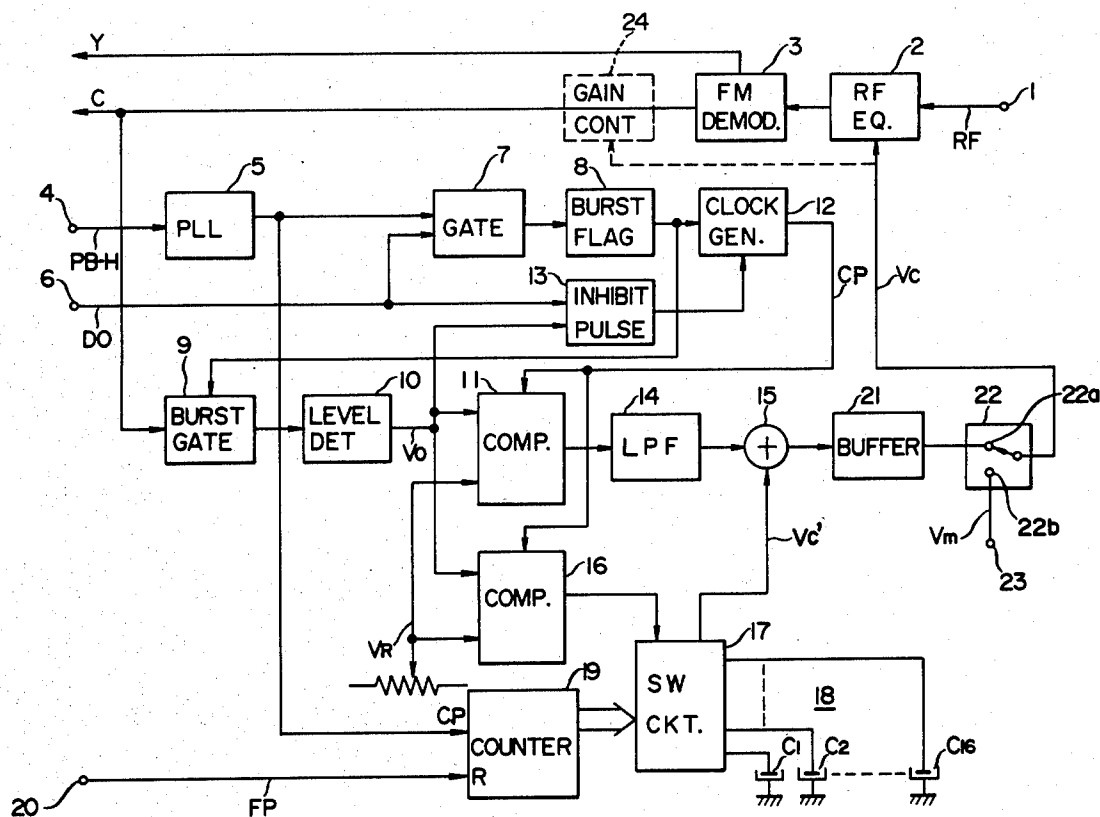 24
Y
3
2
C
GAIN
CONT
FM
DEMOD.
RF
EQ.
1
RF
4
5
7
8
12
PLL
GATE
BURST
FLAG
CLOCK
GEN.
PB-H
6
13
INHIBIT
PULSE
CP
Vc
DO
9
10
11
14
15
21
22
22a
BURST
GATE
LEVEL
DET
Vo
COMP.
LPF
+
BUFFER
22b
Vm
23
16
COMP.
Vc'
VR
17
19
SW
CKT.
18
CP
COUNTER
R
C1
C2
C16
20
FP